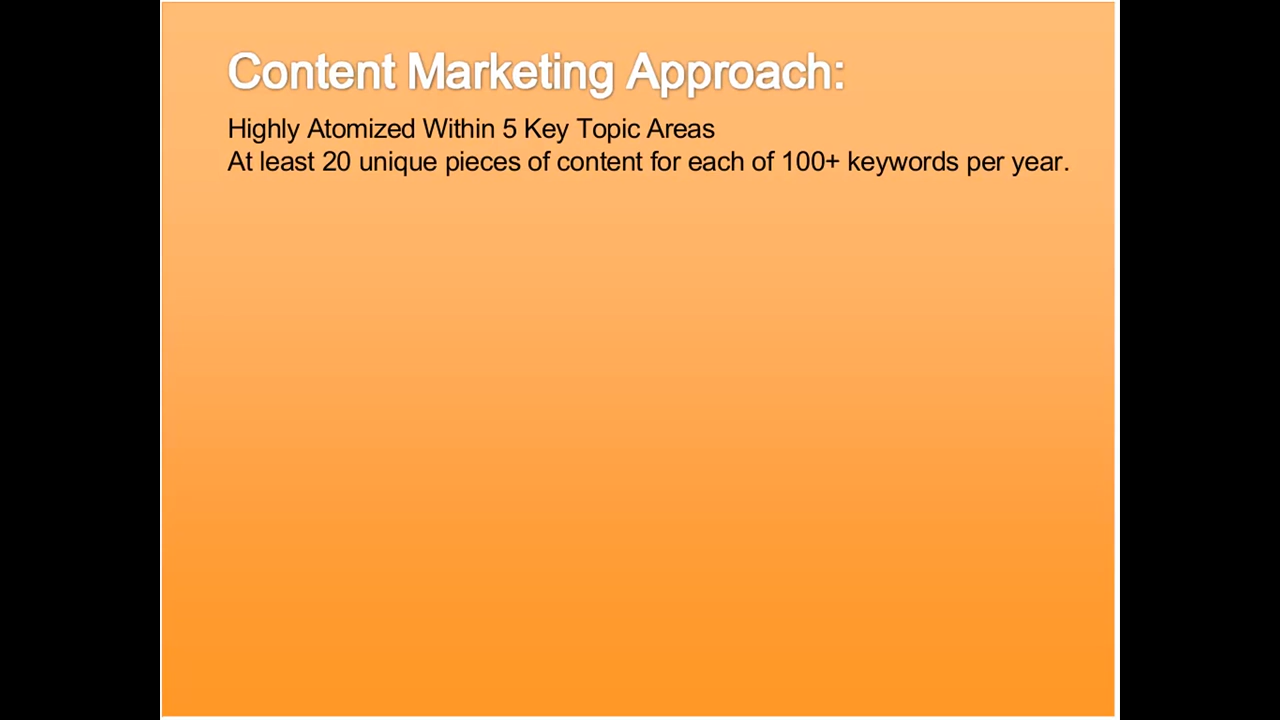 Content Marketing Approach:
Highly Atomized Within 5 Key Topic Areas
At least 20 unique pieces of content for each of 100+ keywords per year.